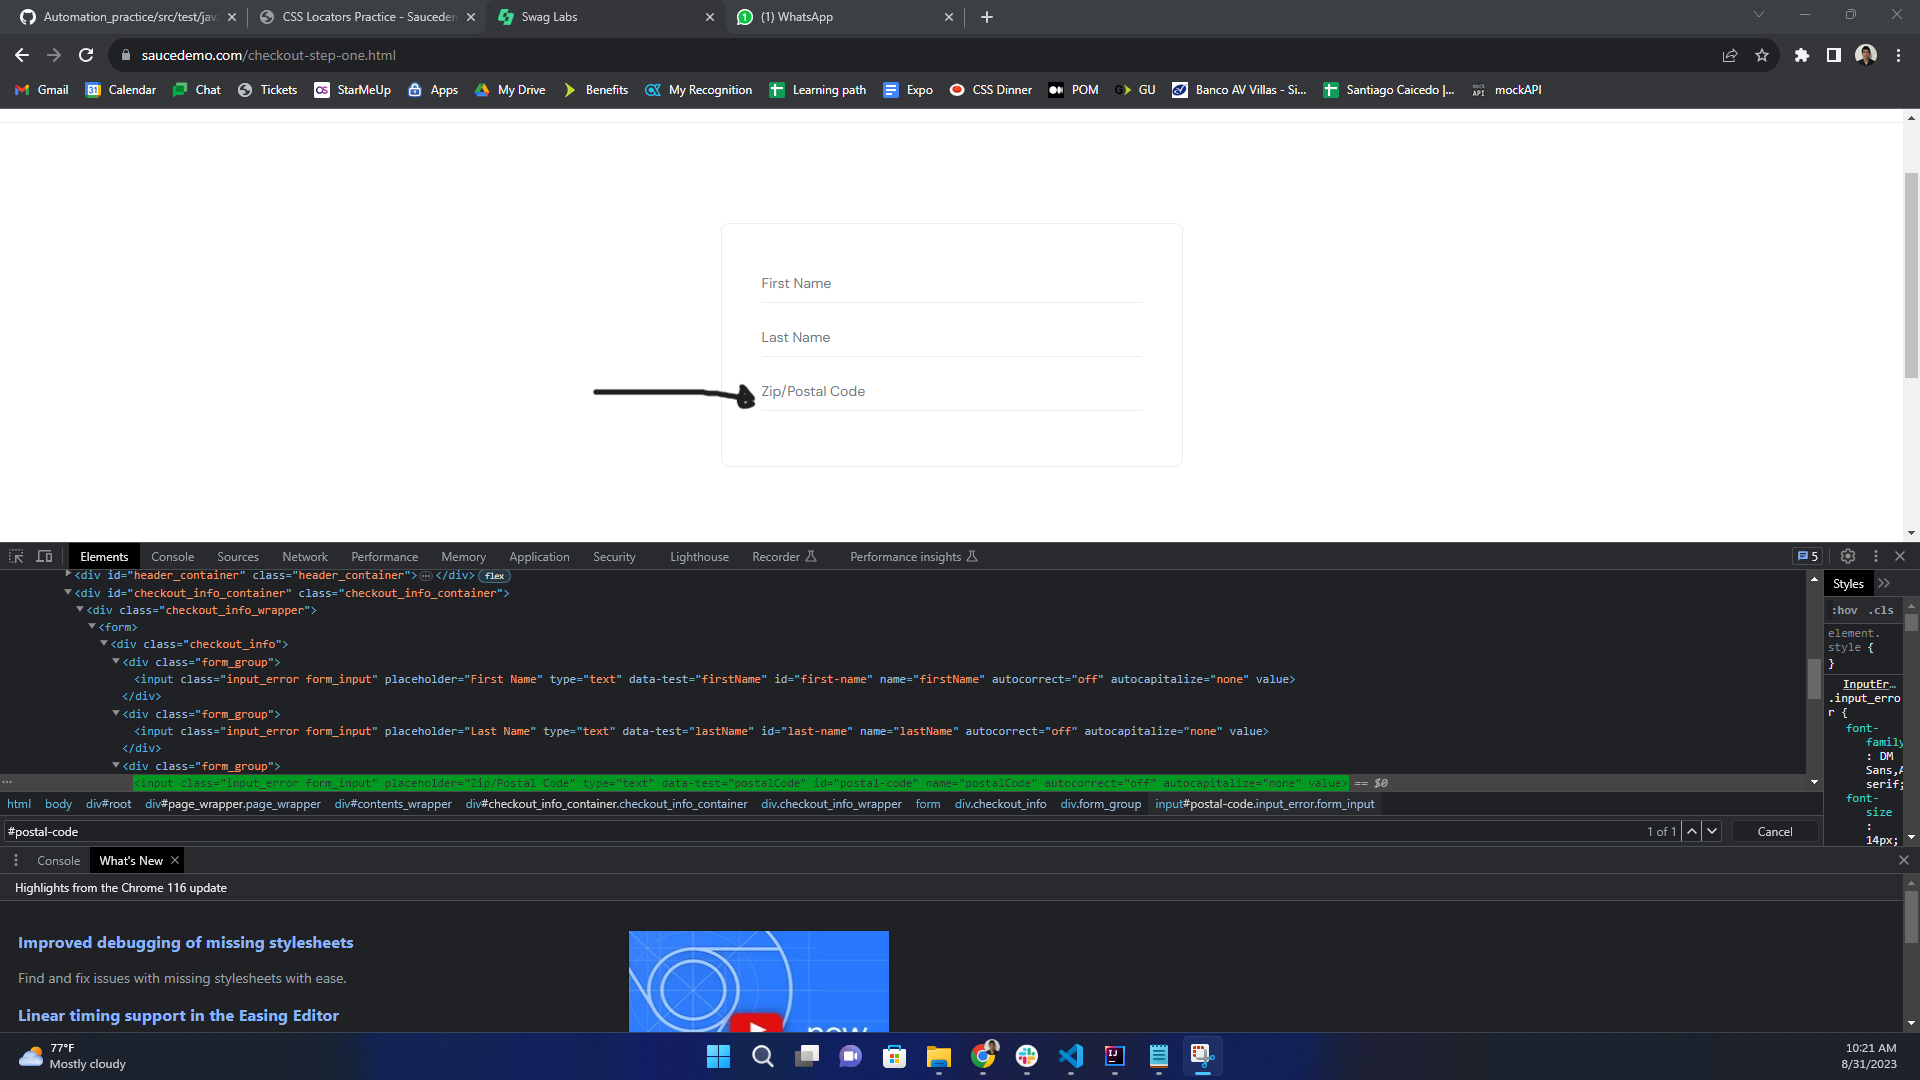 Automation_practice/src/test/java
CSS Locators Practice - Saucedem
Swag Labs
(1) WhatsApp
saucedemo.com/checkout-step-one.html
Gmail
31 Calendar
Chat
Tickets
StarMeUp
Apps
My Drive
Benefits
My Recognition
Learning path
Expo
CSS Dinner
POM
GU
Banco AV Villas - Si...
Santiago Caicedo |...
mock API mockAPI
First Name
Last Name
Zip/Postal Code
Elements Console Sources Network Performance Memory Application Security Lighthouse Recorder Performance insights 5
<div id="header_container" class="header_container"> ... </div> flex
<div id="checkout_info_container" class="checkout_info_container">
<div class="checkout_info_wrapper">
<form>
<div class="checkout_info">
<div class="form_group">
<input class="input_error form_input" placeholder="First Name" type="text" data-test="firstName" id="first-name" name="firstName" autocorrect="off" autocapitalize="none" value>
</div>
<div class="form_group">
<input class="input_error form_input" placeholder="Last Name" type="text" data-test="lastName" id="last-name" name="lastName" autocorrect="off" autocapitalize="none" value>
</div>
<div class="form_group">
<input class="input_error form_input" placeholder="Zip/Postal Code" type="text" data-test="postalCode" id="postal-code" name="postalCode" autocorrect="off" autocapitalize="none" value> == $0
html body div#root div#page_wrapper.page_wrapper div#contents_wrapper div#checkout_info_container.checkout_info_container div.checkout_info_wrapper form div.checkout_info div.form_group input#postal-code.input_error.form_input
#postal-code 1 of 1 Cancel
Styles
:hov .cls
element.
style {
}
InputEr...
.input_erro
r {
font-
family
: DM
Sans,A
serif;
font-
size
:
14px;
Console What's New
Highlights from the Chrome 116 update
Improved debugging of missing stylesheets
Find and fix issues with missing stylesheets with ease.
Linear timing support in the Easing Editor
new
77°F
Mostly cloudy
10:21 AM
8/31/2023